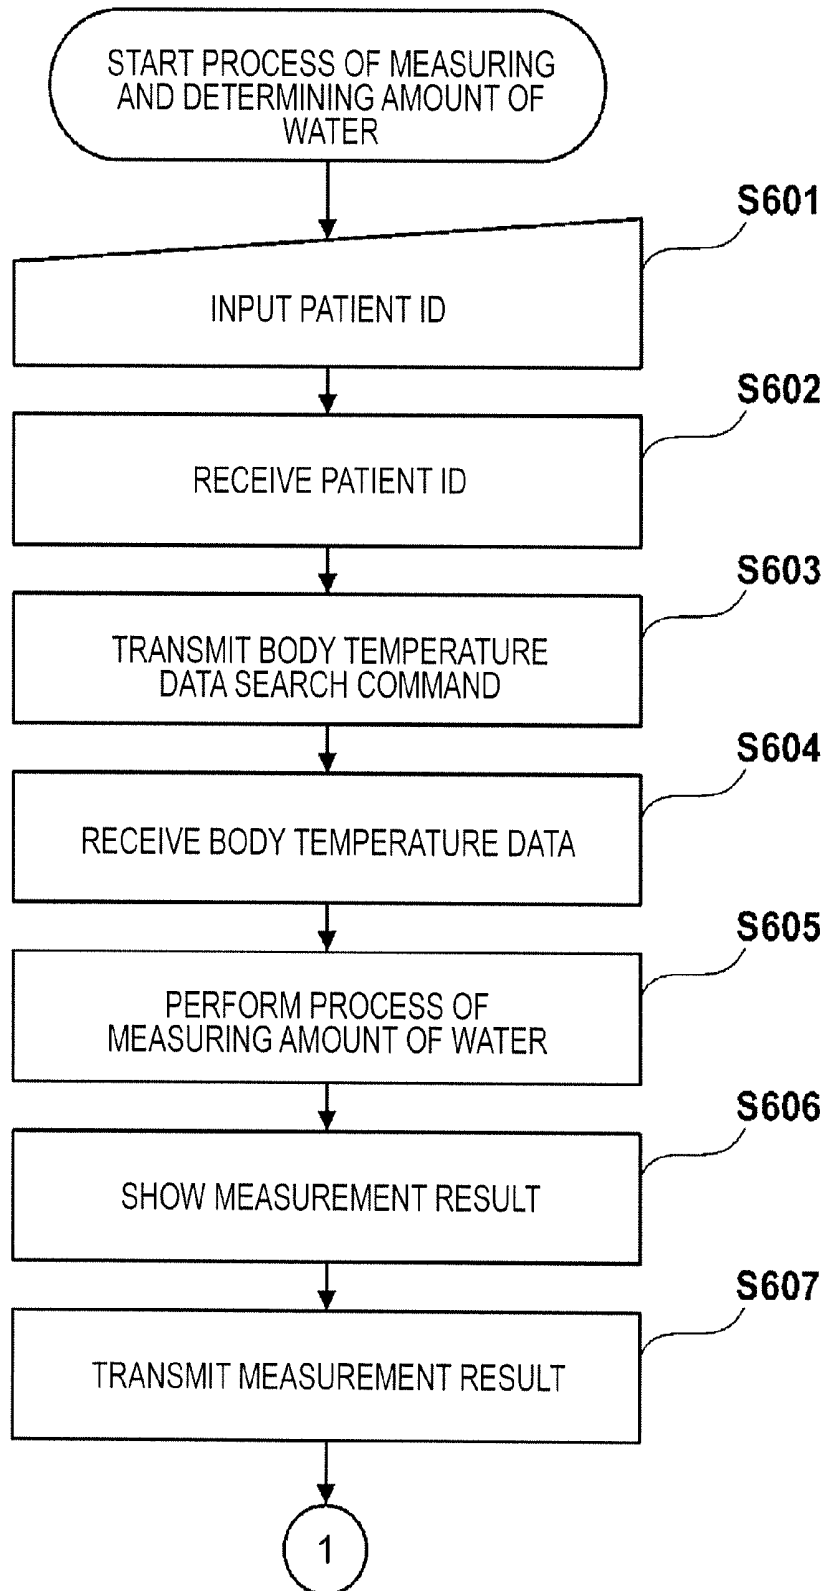 START PROCESS OF MEASURING
AND DETERMINING AMOUNT OF
WATER
S601
INPUT PATIENT ID
S602
RECEIVE PATIENT ID
S603
TRANSMIT BODY TEMPERATURE
DATA SEARCH COMMAND
S604
RECEIVE BODY TEMPERATURE DATA
S605
PERFORM PROCESS OF
MEASURING AMOUNT OF WATER
S606
SHOW MEASUREMENT RESULT
S607
TRANSMIT MEASUREMENT RESULT
1